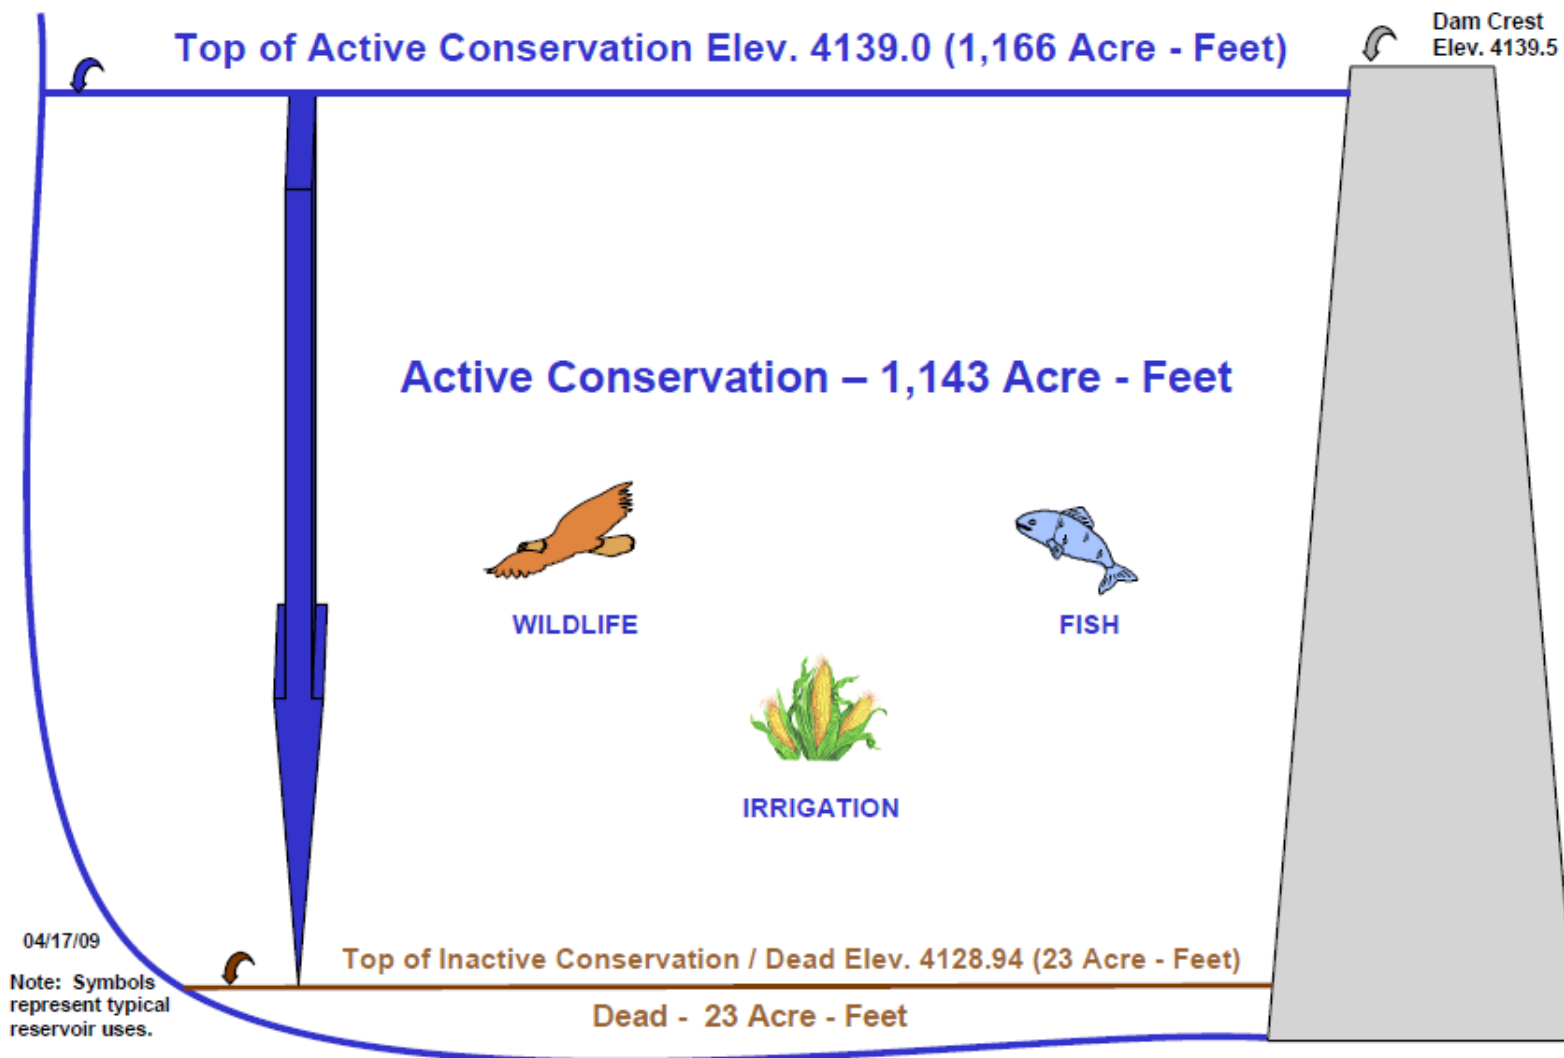 Top of Active Conservation Elev. 4139.0 (1,166 Acre - Feet)
Dam Crest
Elev. 4139.5
Active Conservation – 1,143 Acre - Feet
WILDLIFE
FISH
IRRIGATION
04/17/09
Note: Symbols
represent typical
reservoir uses.
Top of Inactive Conservation / Dead Elev. 4128.94 (23 Acre - Feet)
Dead - 23 Acre - Feet